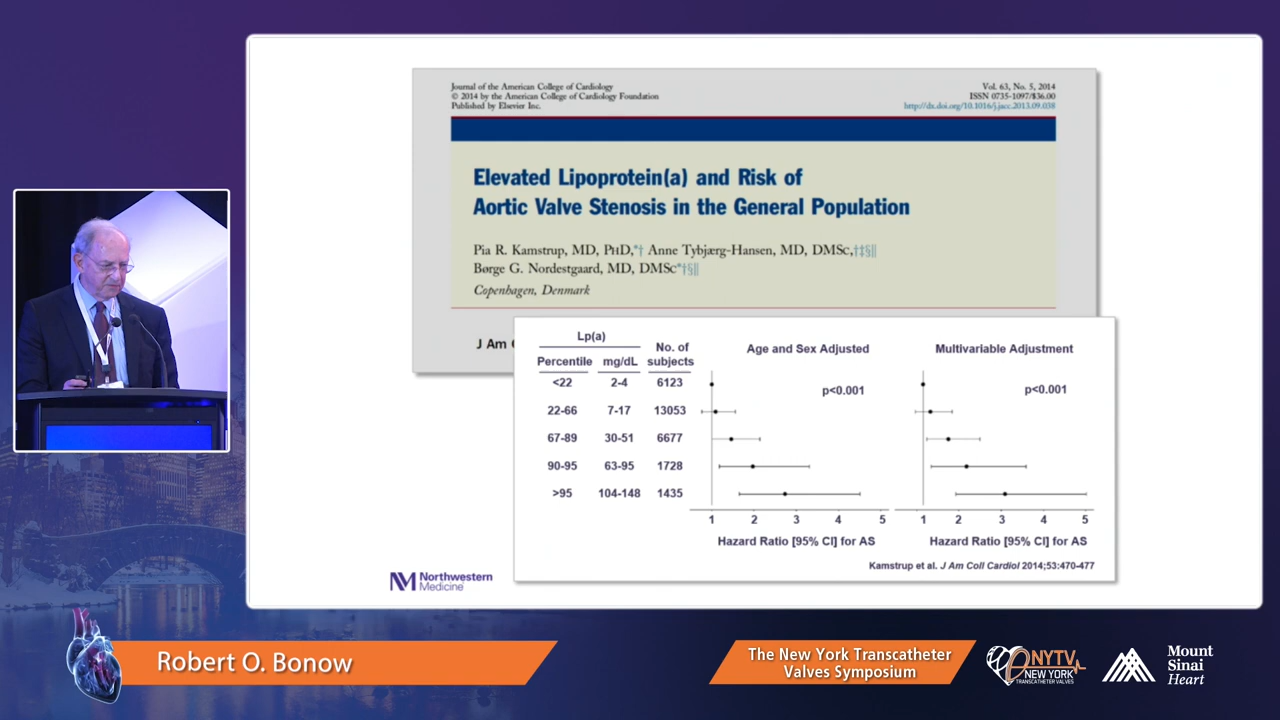 Journal of the American College of Cardiology
© 2014 by the American College of Cardiology Foundation
Published by Elsevier Inc.
Vol. 63, No. 5, 2014
ISSN 0735-1097/$36.00
http://dx.doi.org/10.1016/j.jacc.2013.09.038
Elevated Lipoprotein(a) and Risk of
Aortic Valve Stenosis in the General Population
Pia R. Kamstrup, MD, PHD,*† Anne Tybjærg-Hansen, MD, DMSC,†‡§||
Børge G. Nordestgaard, MD, DMSC*†§||
Copenhagen, Denmark
J Am
Lp(a)
Percentile mg/dL No. of subjects
<22 2-4 6123
22-66 7-17 13053
67-89 30-51 6677
90-95 63-95 1728
>95 104-148 1435
Age and Sex Adjusted
p<0.001
1 2 3 4 5
Hazard Ratio [95% CI] for AS
Multivariable Adjustment
p<0.001
1 2 3 4 5
Hazard Ratio [95% CI] for AS
Kamstrup et al. J Am Coll Cardiol 2014;53:470-477
NM Northwestern
Medicine
Robert O. Bonow
The New York Transcatheter
Valves Symposium
NYTV
NEW YORK
TRANSCATHETER VALVES
Mount
Sinai
Heart